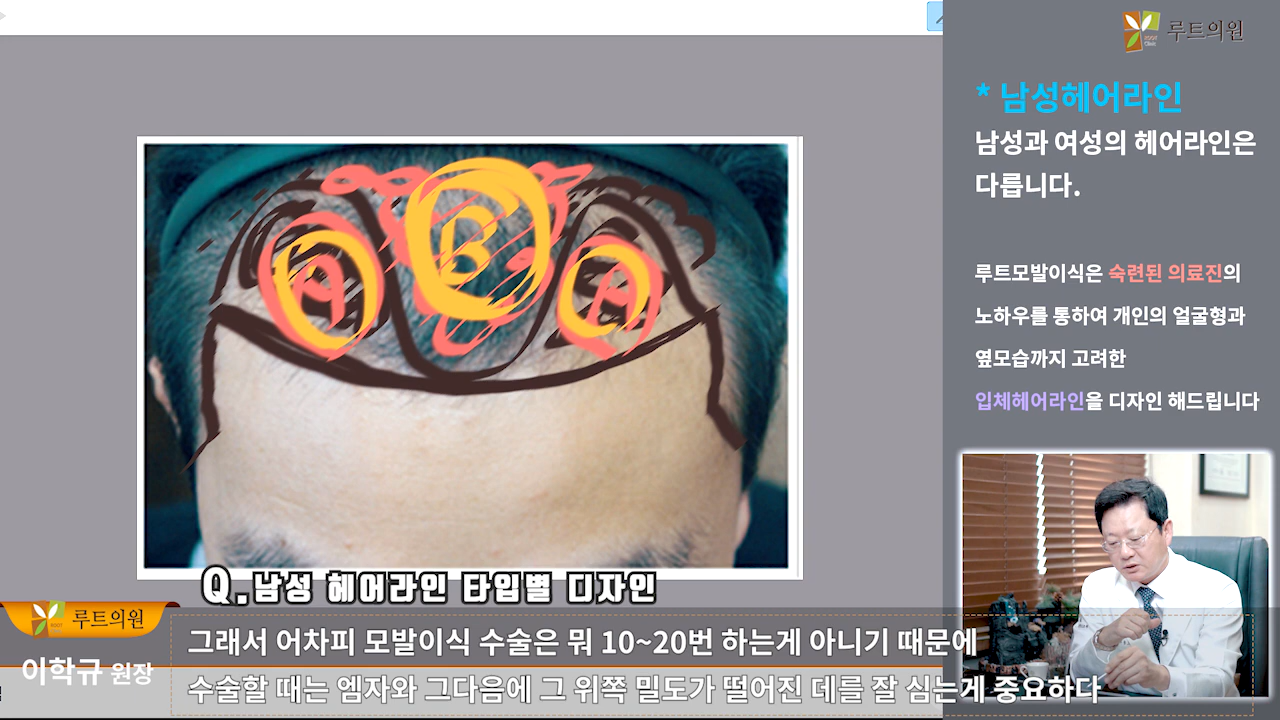 루트의원
* 남성헤어라인
남성과 여성의 헤어라인은
다릅니다.
루트모발이식은 숙련된 의료진의
노하우를 통하여 개인의 얼굴형과
옆모습까지 고려한
입체헤어라인을 디자인 해드립니다
A B A
Q.남성 헤어라인 타입별 디자인
루트의원
이학규 원장
그래서 어차피 모발이식 수술은 뭐 10~20번 하는게 아니기 때문에
수술할 때는 엠자와 그다음에 그 위쪽 밀도가 떨어진 데를 잘 심는게 중요하다